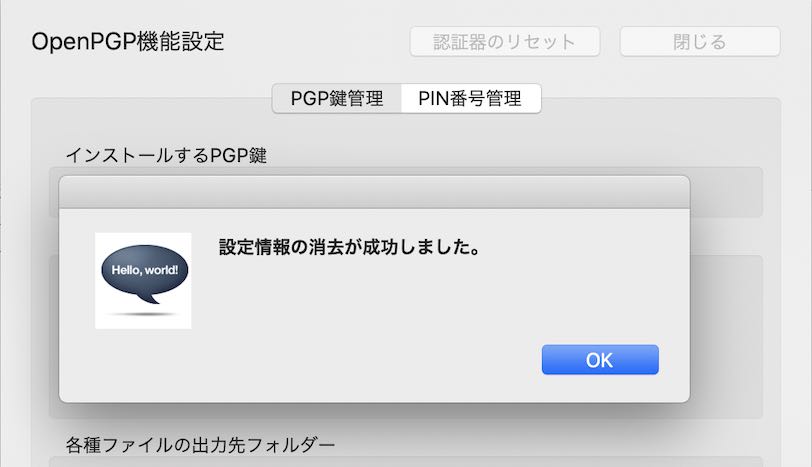 OpenPGP機能設定
認証器のリセット
閉じる
PGP鍵管理
PIN番号管理
インストールするPGP鍵
Hello, world!
設定情報の消去が成功しました。
OK
各種ファイルの出力先フォルダー